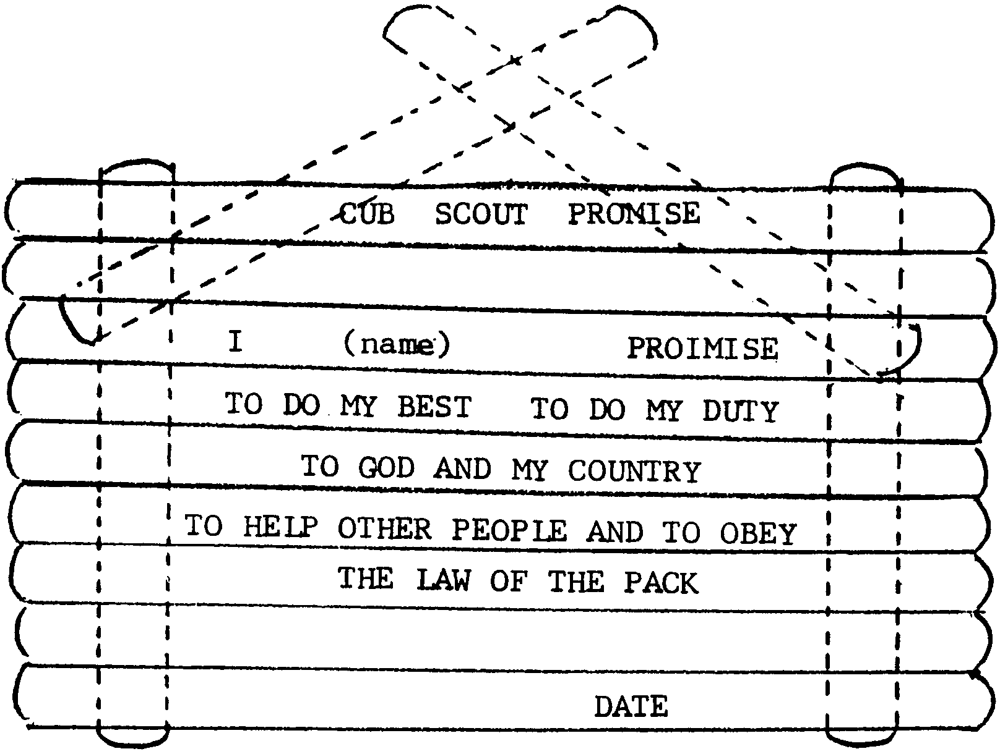 CUB SCOUT PROMISE
I (name) PROIMISE
TO DO MY BEST TO DO MY DUTY
TO GOD AND MY COUNTRY
TO HELP OTHER PEOPLE AND TO OBEY
THE LAW OF THE PACK
DATE